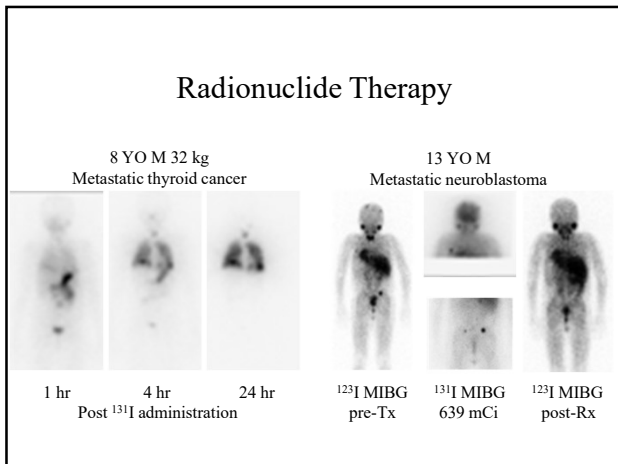 Radionuclide Therapy
8 YO M 32 kg
Metastatic thyroid cancer
1 hr
4 hr
24 hr
Post ¹³¹I administration
13 YO M
Metastatic neuroblastoma
¹²³I MIBG
pre-Tx
¹³¹I MIBG
639 mCi
¹²³I MIBG
post-Rx